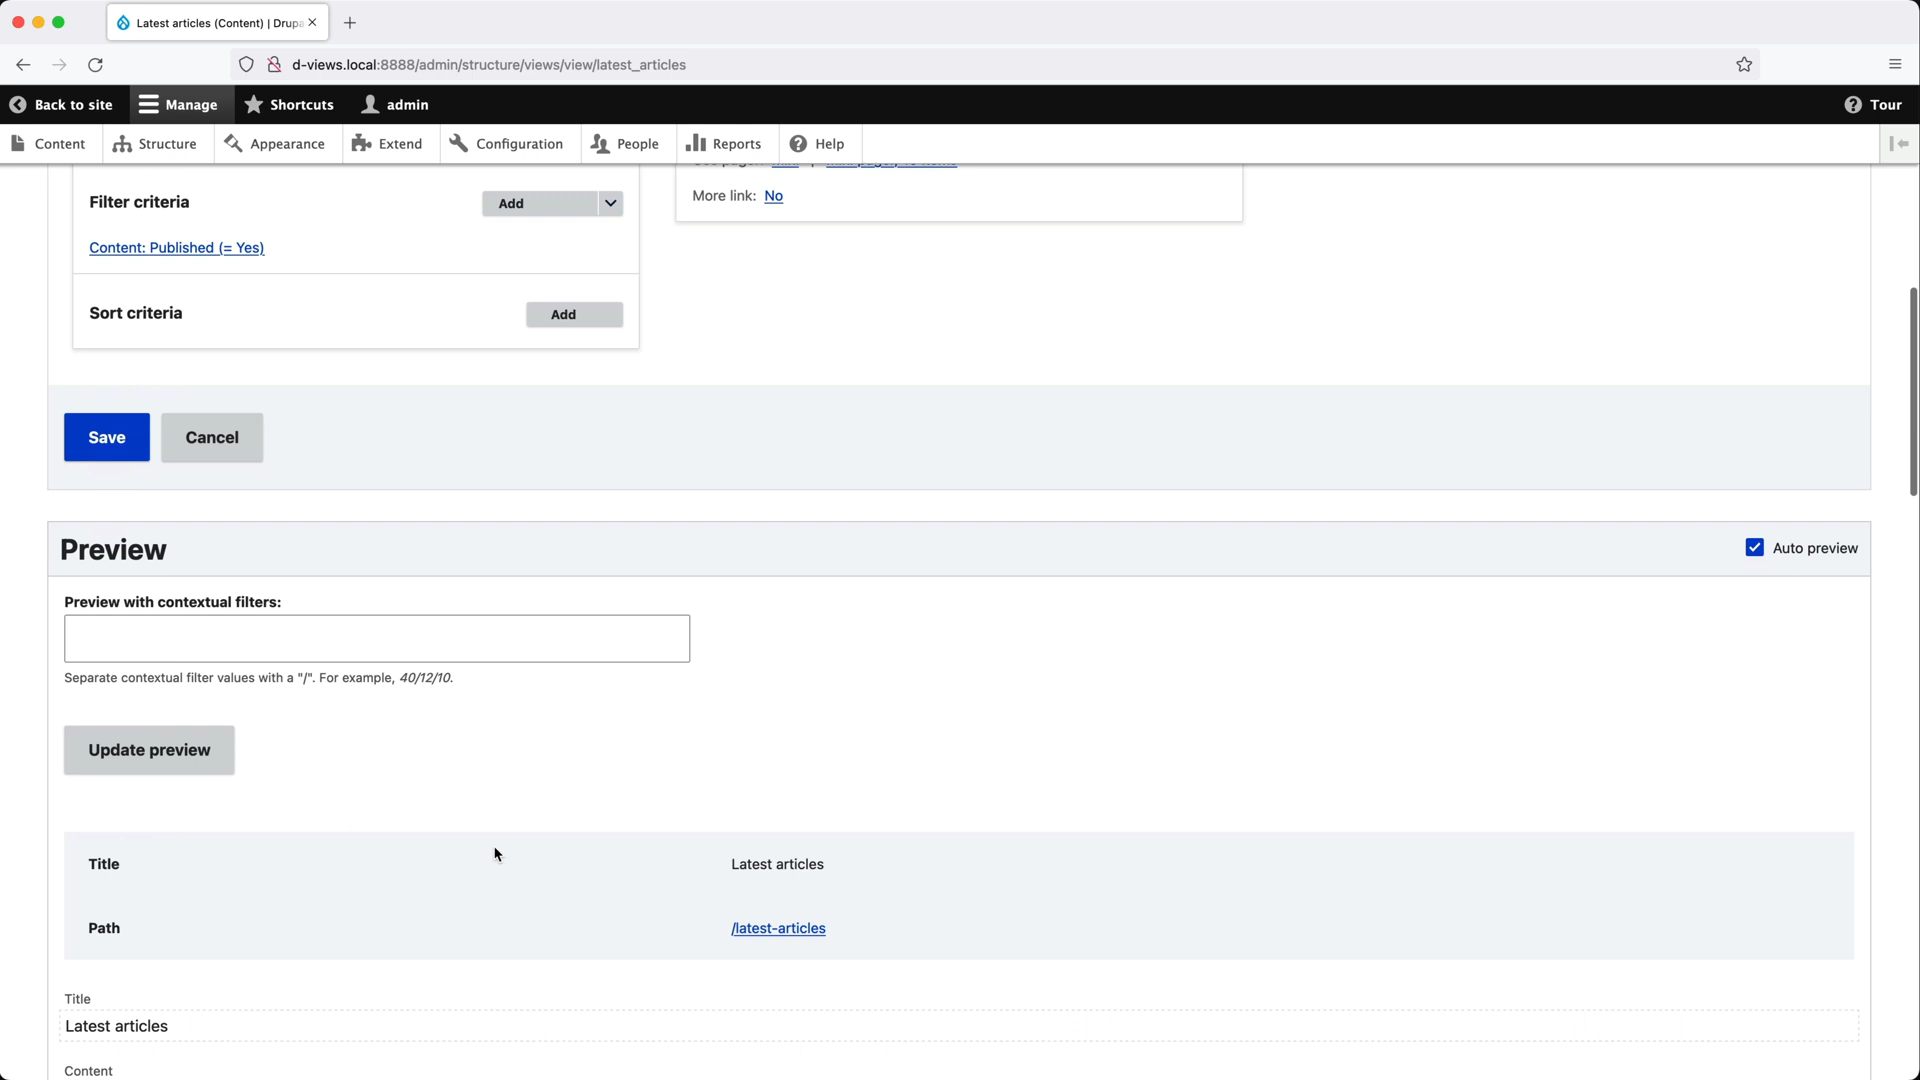 Latest articles (Content) | Drupa
d-views.local:8888/admin/structure/views/view/latest_articles
Back to site Manage Shortcuts admin Tour
Content Structure Appearance Extend Configuration People Reports Help
Filter criteria Add
More link: No
Content: Published (= Yes)
Sort criteria Add
Save Cancel
Preview Auto preview
Preview with contextual filters:
Separate contextual filter values with a "/". For example, 40/12/10.
Update preview
Title Latest articles
Path /latest-articles
Title
Latest articles
Content